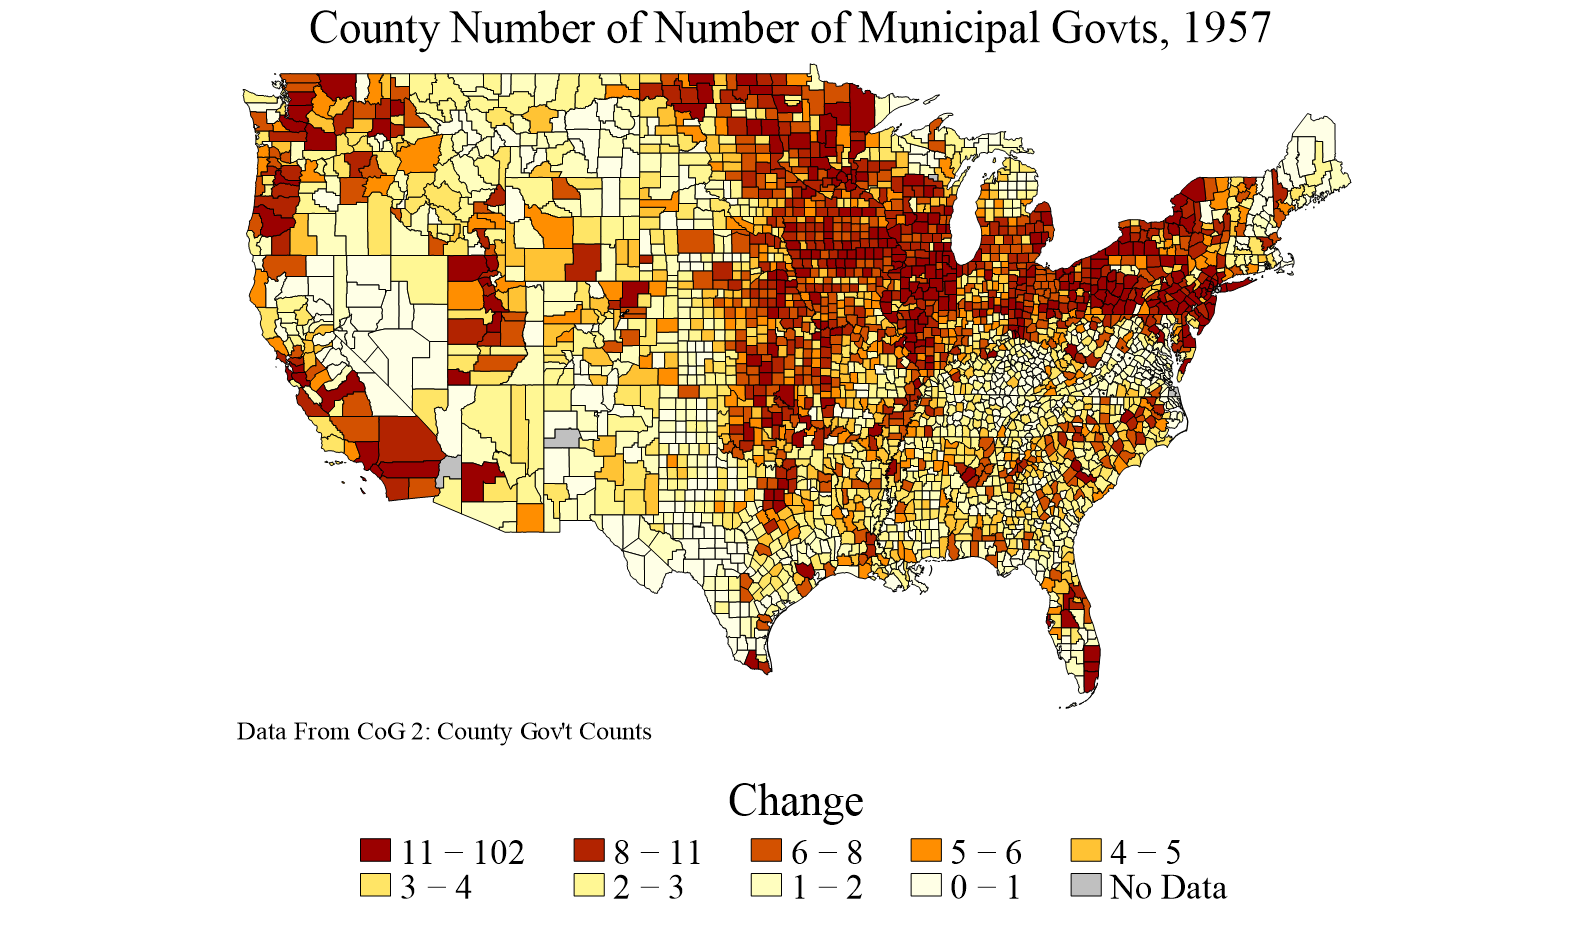 County Number of Number of Municipal Govts, 1957
Data From CoG 2: County Gov't Counts
Change
11 − 102 8 − 11 6 − 8 5 − 6 4 − 5
3 − 4 2 − 3 1 − 2 0 − 1 No Data